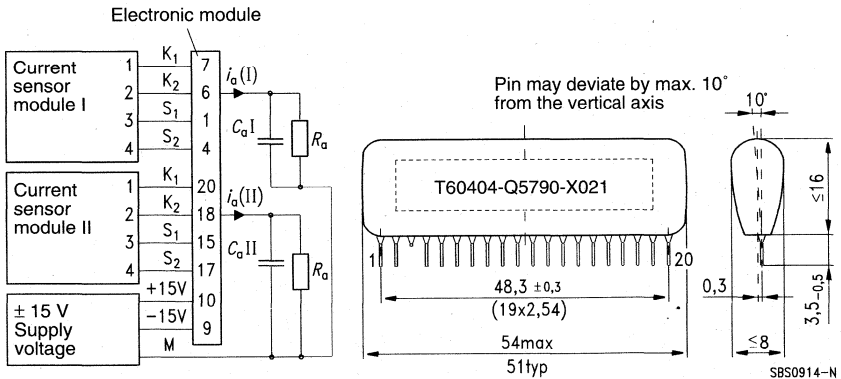 Electronic module
Current
sensor
module I
1 K₁ 7
2 K₂ 6
3 S₁ 1
4 S₂ 4
iₐ(I)
CₐI
Rₐ
Current
sensor
module II
1 K₁ 20
2 K₂ 18
3 S₁ 15
4 S₂ 17
iₐ(II)
CₐII
Rₐ
± 15 V
Supply
voltage
+15V 10
−15V 9
M
Pin may deviate by max. 10°
from the vertical axis
T60404-Q5790-X021
1 20
48,3 ±0,3
(19x2,54)
54max
51typ
10°
≤16
0,3
3,5−0,5
≤8
SBS0914-N